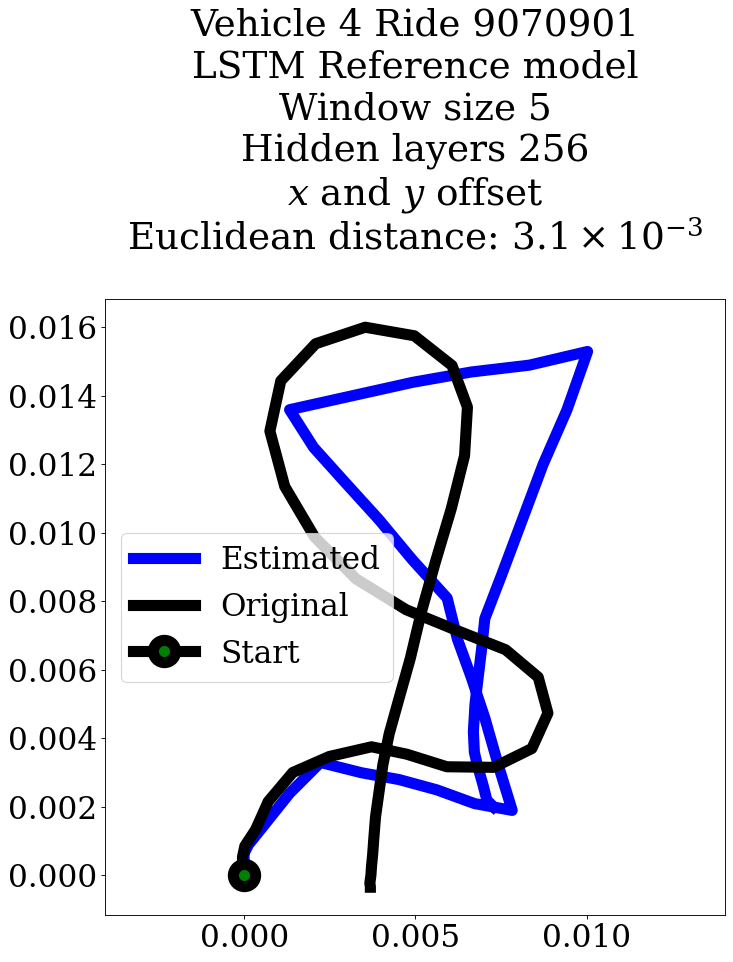 Vehicle 4 Ride 9070901
LSTM Reference model
Window size 5
Hidden layers 256
x and y offset
Euclidean distance: 3.1 × 10⁻³
0.016
0.014
0.012
0.010
0.008
0.006
0.004
0.002
0.000
Estimated
Original
Start
0.000 0.005 0.010